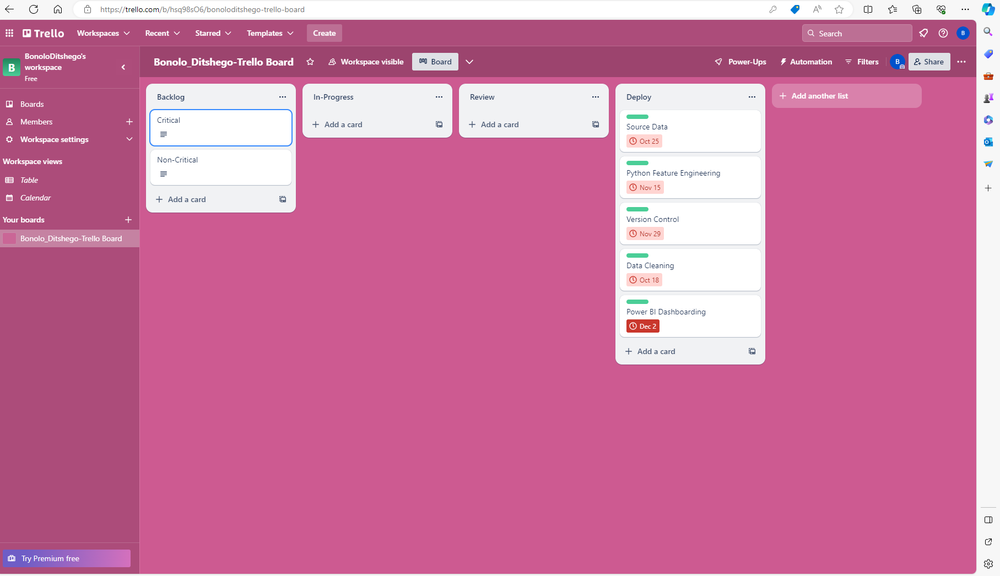 https://trello.com/b/hsq98sO6/bonoloditshego-trello-board
Trello
Workspaces
Recent
Starred
Templates
Create
Search
B
B
BonoloDitshego's
workspace
Free
Bonolo_Ditshego-Trello Board
Workspace visible
Board
Power-Ups
Automation
Filters
B
Share
Boards
Members
Workspace settings
Workspace views
Table
Calendar
Your boards
Bonolo_Ditshego-Trello Board
Try Premium free
Backlog
Critical
Non-Critical
Add a card
In-Progress
Add a card
Review
Add a card
Deploy
Source Data
Oct 25
Python Feature Engineering
Nov 15
Version Control
Nov 29
Data Cleaning
Oct 18
Power BI Dashboarding
Dec 2
Add a card
Add another list